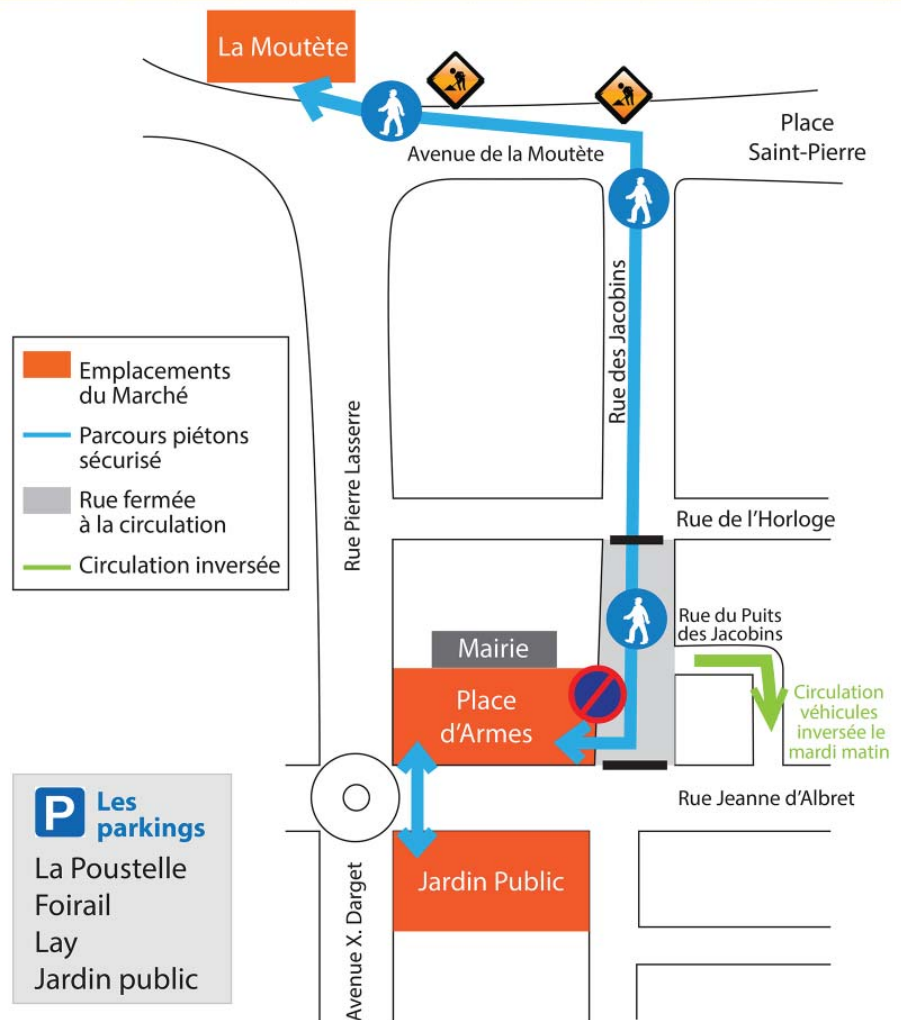 La Moutète
Place
Saint-Pierre
Avenue de la Moutète
Rue des Jacobins
Emplacements
du Marché
Parcours piétons
sécurisé
Rue fermée
à la circulation
Circulation inversée
Rue Pierre Lasserre
Rue de l'Horloge
Rue du Puits
des Jacobins
Mairie
Place
d'Armes
Circulation
véhicules
inversée le
mardi matin
Rue Jeanne d'Albret
P
Les
parkings
La Poustelle
Foirail
Lay
Jardin public
Jardin Public
Avenue X. Darget